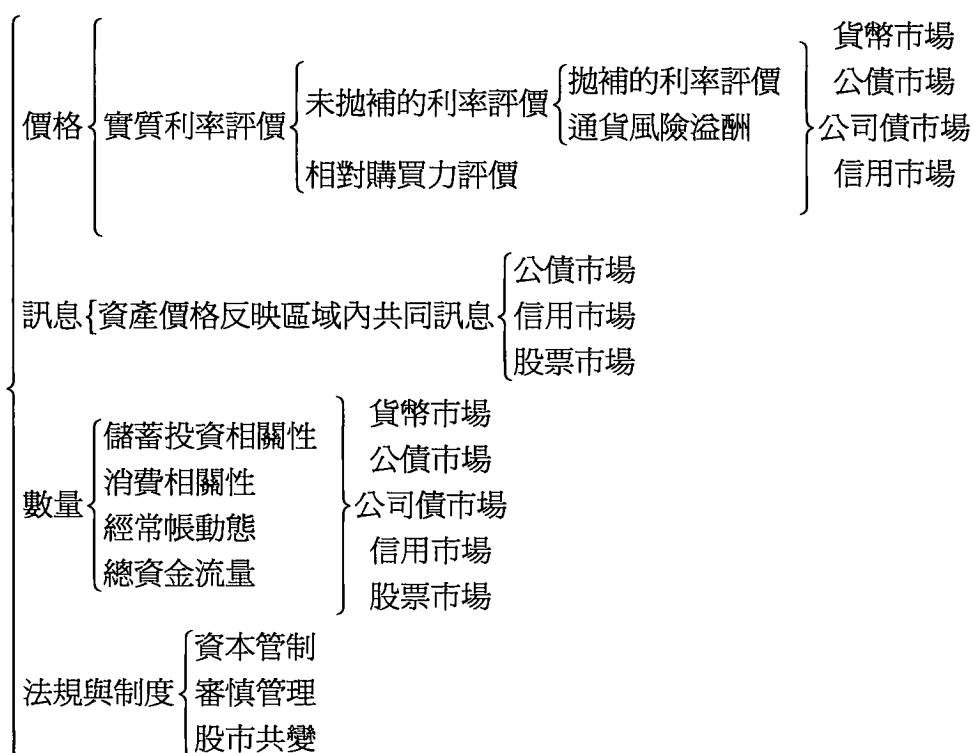 價格
實質利率評價
未拋補的利率評價
拋補的利率評價
通貨風險溢酬
相對購買力評價
貨幣市場
公債市場
公司債市場
信用市場
訊息
資產價格反映區域內共同訊息
公債市場
信用市場
股票市場
數量
儲蓄投資相關性
消費相關性
經常帳動態
總資金流量
貨幣市場
公債市場
公司債市場
信用市場
股票市場
法規與制度
資本管制
審慎管理
股市共變